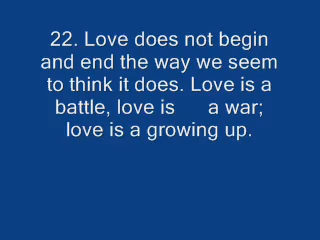 22. Love does not begin
and end the way we seem
to think it does. Love is a
battle, love is a war;
love is a growing up.